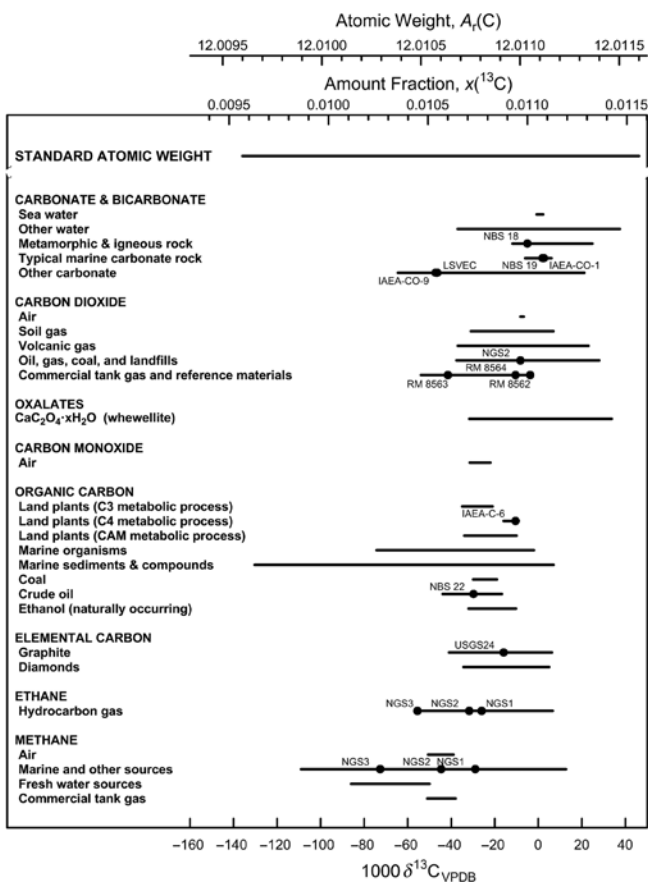 Atomic Weight, Aᵣ(C)
12.0095 12.0100 12.0105 12.0110 12.0115
Amount Fraction, x(¹³C)
0.0095 0.0100 0.0105 0.0110 0.0115
STANDARD ATOMIC WEIGHT
CARBONATE & BICARBONATE
Sea water
Other water
NBS 18
Metamorphic & igneous rock
Typical marine carbonate rock
LSVEC NBS 19 IAEA-CO-1
Other carbonate
IAEA-CO-9
CARBON DIOXIDE
Air
Soil gas
Volcanic gas
Oil, gas, coal, and landfills NGS2
RM 8564
Commercial tank gas and reference materials
RM 8563 RM 8562
OXALATES
CaC₂O₄·xH₂O (whewellite)
CARBON MONOXIDE
Air
ORGANIC CARBON
Land plants (C3 metabolic process)
IAEA-C-6
Land plants (C4 metabolic process)
Land plants (CAM metabolic process)
Marine organisms
Marine sediments & compounds
Coal
NBS 22
Crude oil
Ethanol (naturally occurring)
ELEMENTAL CARBON
USGS24
Graphite
Diamonds
ETHANE
NGS3 NGS2 NGS1
Hydrocarbon gas
METHANE
Air
NGS3 NGS2 NGS1
Marine and other sources
Fresh water sources
Commercial tank gas
−160 −140 −120 −100 −80 −60 −40 −20 0 20 40
1000 δ¹³C_VPDB